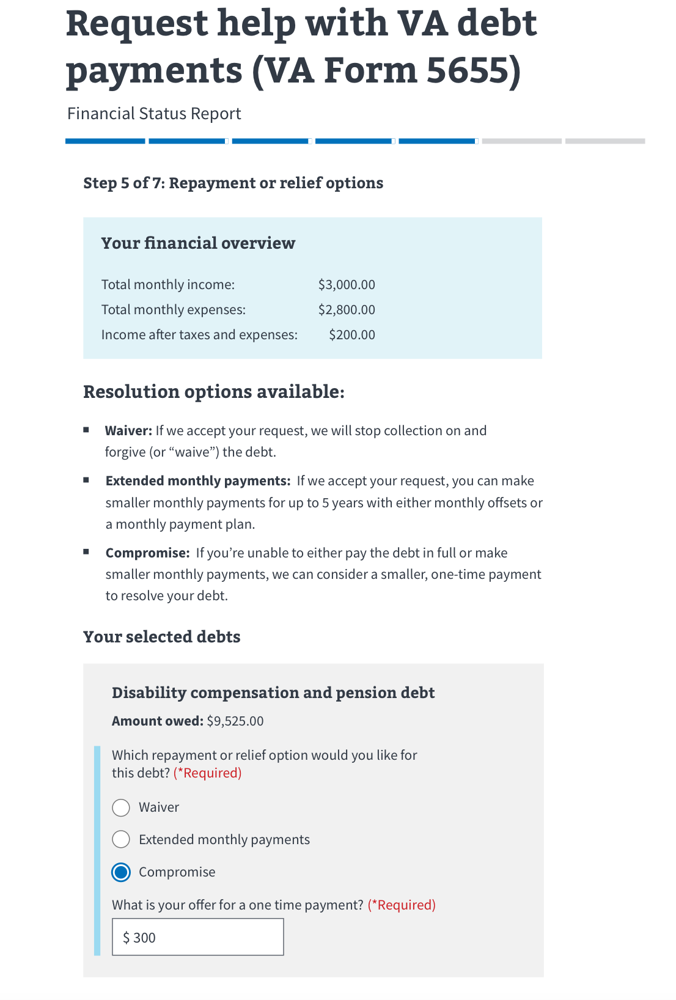 Request help with VA debt
payments (VA Form 5655)
Financial Status Report
Step 5 of 7: Repayment or relief options
Your financial overview
Total monthly income: $3,000.00
Total monthly expenses: $2,800.00
Income after taxes and expenses: $200.00
Resolution options available:
Waiver: If we accept your request, we will stop collection on and
forgive (or “waive”) the debt.
Extended monthly payments: If we accept your request, you can make
smaller monthly payments for up to 5 years with either monthly offsets or
a monthly payment plan.
Compromise: If you’re unable to either pay the debt in full or make
smaller monthly payments, we can consider a smaller, one-time payment
to resolve your debt.
Your selected debts
Disability compensation and pension debt
Amount owed: $9,525.00
Which repayment or relief option would you like for
this debt? (*Required)
Waiver
Extended monthly payments
Compromise
What is your offer for a one time payment? (*Required)
$ 300